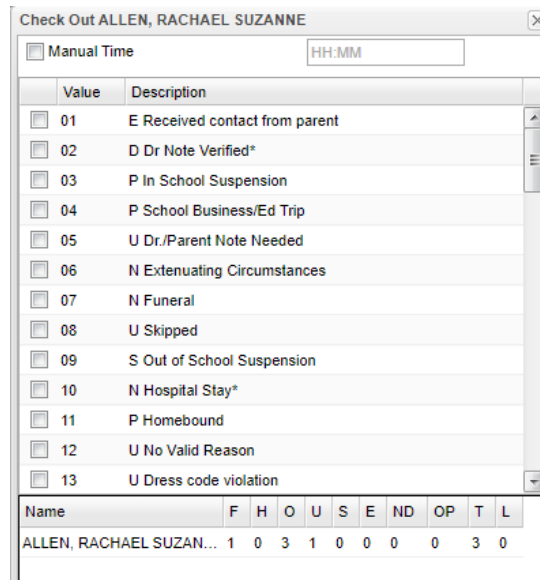 Check Out ALLEN, RACHAEL SUZANNE
Manual Time HH:MM
Value Description
01 E Received contact from parent
02 D Dr Note Verified*
03 P In School Suspension
04 P School Business/Ed Trip
05 U Dr./Parent Note Needed
06 N Extenuating Circumstances
07 N Funeral
08 U Skipped
09 S Out of School Suspension
10 N Hospital Stay*
11 P Homebound
12 U No Valid Reason
13 U Dress code violation
Name F H O U S E ND OP T L
ALLEN, RACHAEL SUZAN... 1 0 3 1 0 0 0 0 3 0